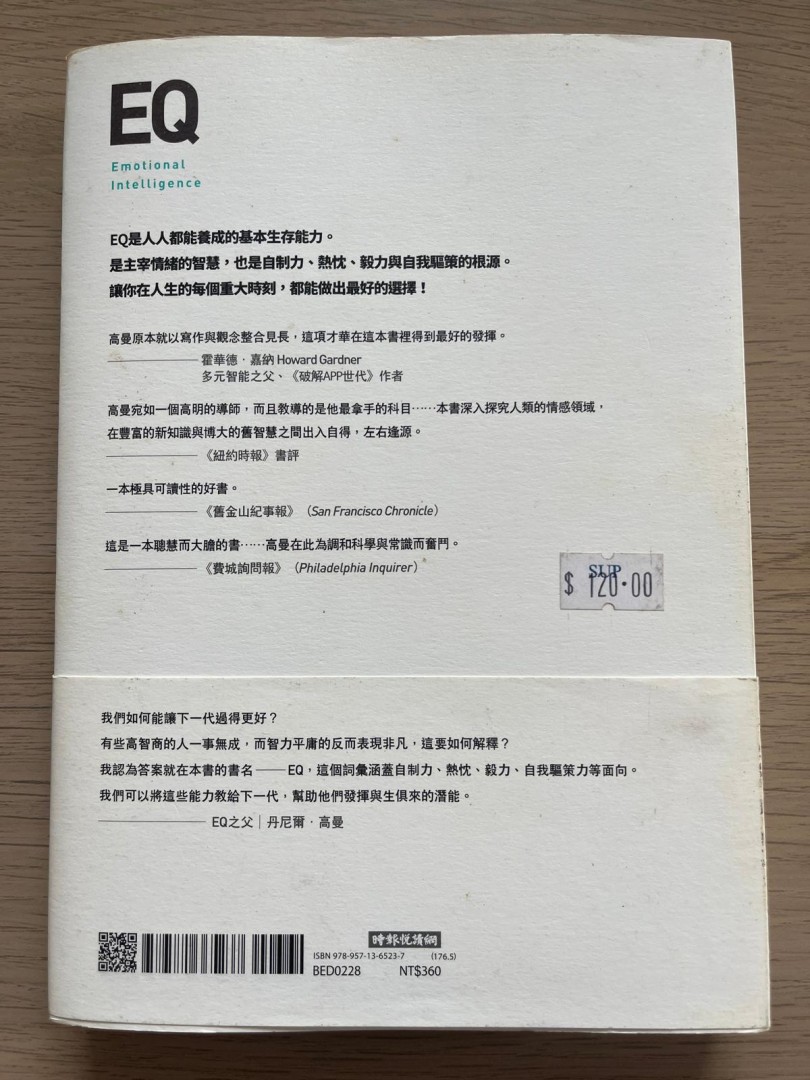 EQ
Emotional
Intelligence
EQ是人人都能養成的基本生存能力。
是主宰情緒的智慧，也是自制力、熱忱、毅力與自我驅策的根源。
讓你在人生的每個重大時刻，都能做出最好的選擇！
高曼原本就以寫作與觀念整合見長，這項才華在這本書裡得到最好的發揮。
——霍華德·嘉納 Howard Gardner
多元智能之父、《破解APP世代》作者
高曼宛如一個高明的導師，而且教導的是他最拿手的科目……本書深入探究人類的情感領域，
在豐富的新知識與博大的舊智慧之間出入自得，左右逢源。
——《紐約時報》書評
一本極具可讀性的好書。
——《舊金山紀事報》（San Francisco Chronicle）
這是一本聰慧而大膽的書……高曼在此為調和科學與常識而奮鬥。
——《費城詢問報》（Philadelphia Inquirer）
SUP
$ 120.00
我們如何能讓下一代過得更好？
有些高智商的人一事無成，而智力平庸的反而表現非凡，這要如何解釋？
我認為答案就在本書的書名——EQ，這個詞彙涵蓋自制力、熱忱、毅力、自我驅策力等面向。
我們可以將這些能力教給下一代，幫助他們發揮與生俱來的潛能。
——EQ之父｜丹尼爾·高曼
時報悅讀網
ISBN 978-957-13-6523-7 (176.5)
BED0228 NT$360